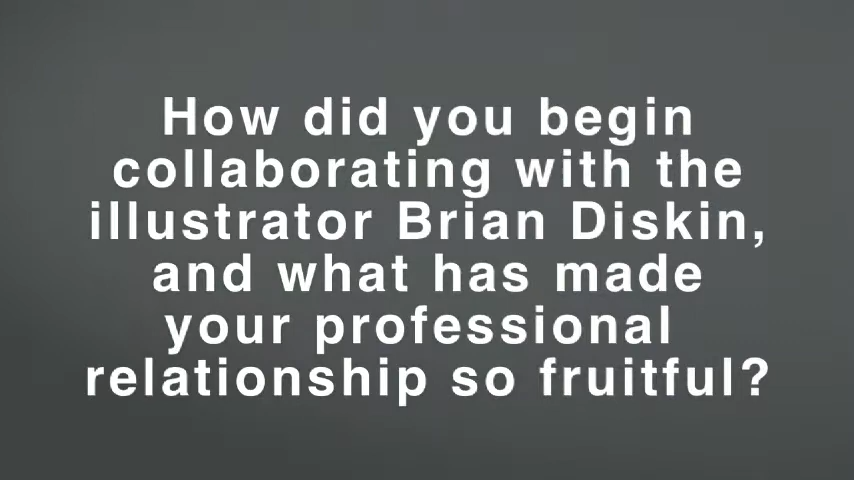 How did you begin
collaborating with the
illustrator Brian Diskin,
and what has made
your professional
relationship so fruitful?